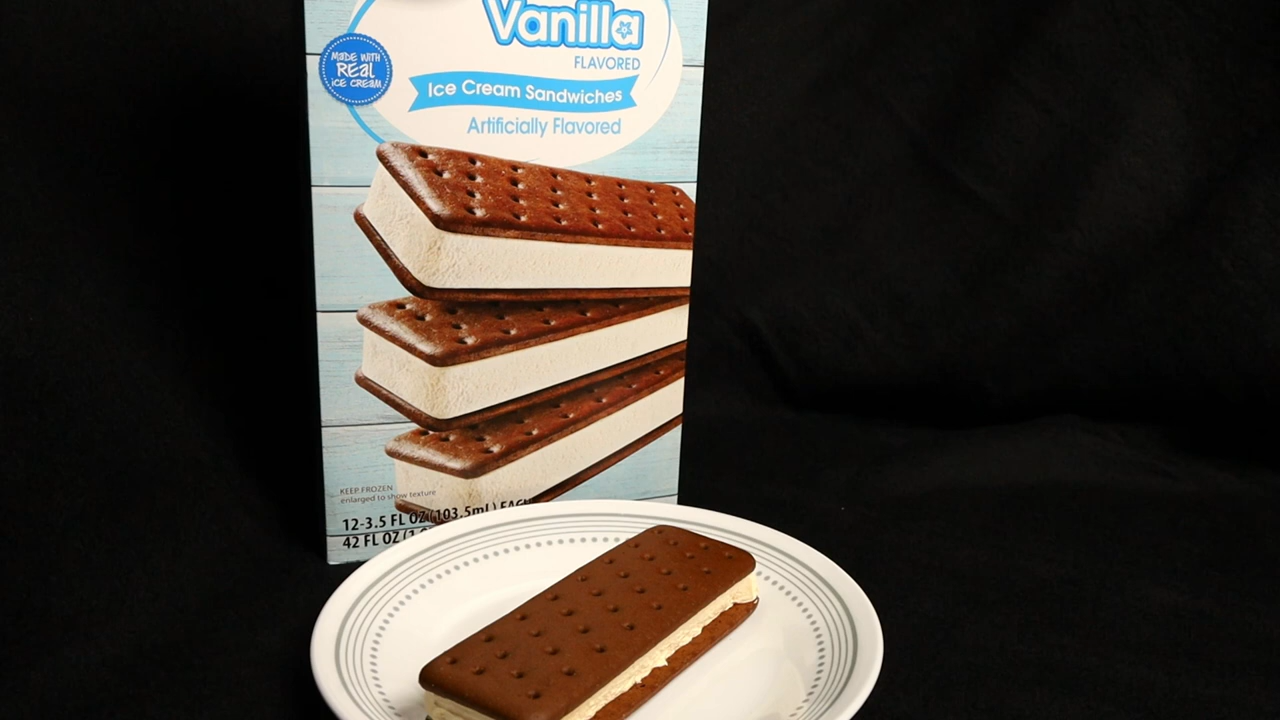 Vanilla
FLAVORED
MADE WITH
REAL
ICE CREAM
Ice Cream Sandwiches
Artificially Flavored
KEEP FROZEN
enlarged to show texture
12-3.5 FL OZ (103.5mL) EACH
42 FL OZ